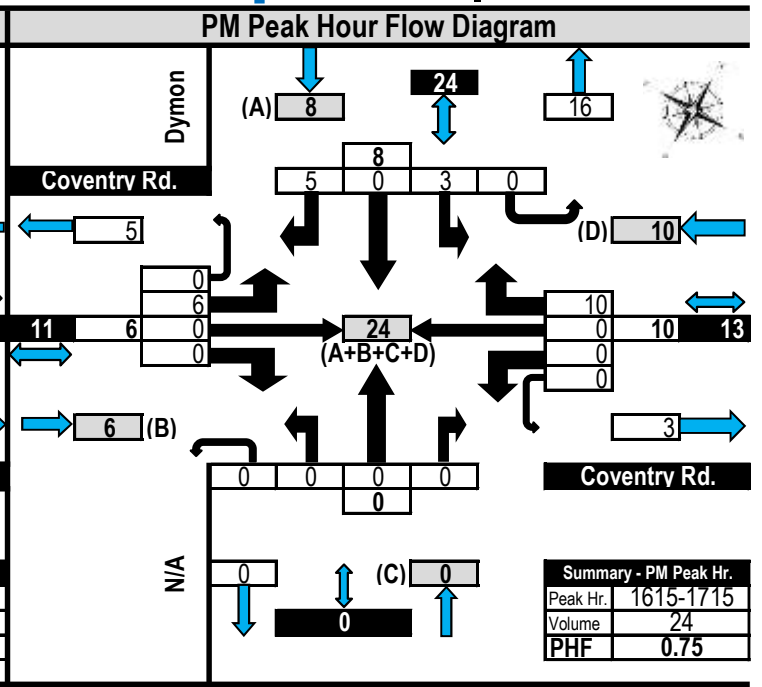 PM Peak Hour Flow Diagram
Dymon
(A) 8
24
16
8
5 0 3 0
Coventry Rd.
5
(D) 10
0
6
0
0
11 6
24
(A+B+C+D)
10
0
0
0
10 13
6 (B)
3
0 0 0 0
0
Coventry Rd.
N/A
0
(C) 0
0
Summary - PM Peak Hr.
Peak Hr. 1615-1715
Volume 24
PHF 0.75